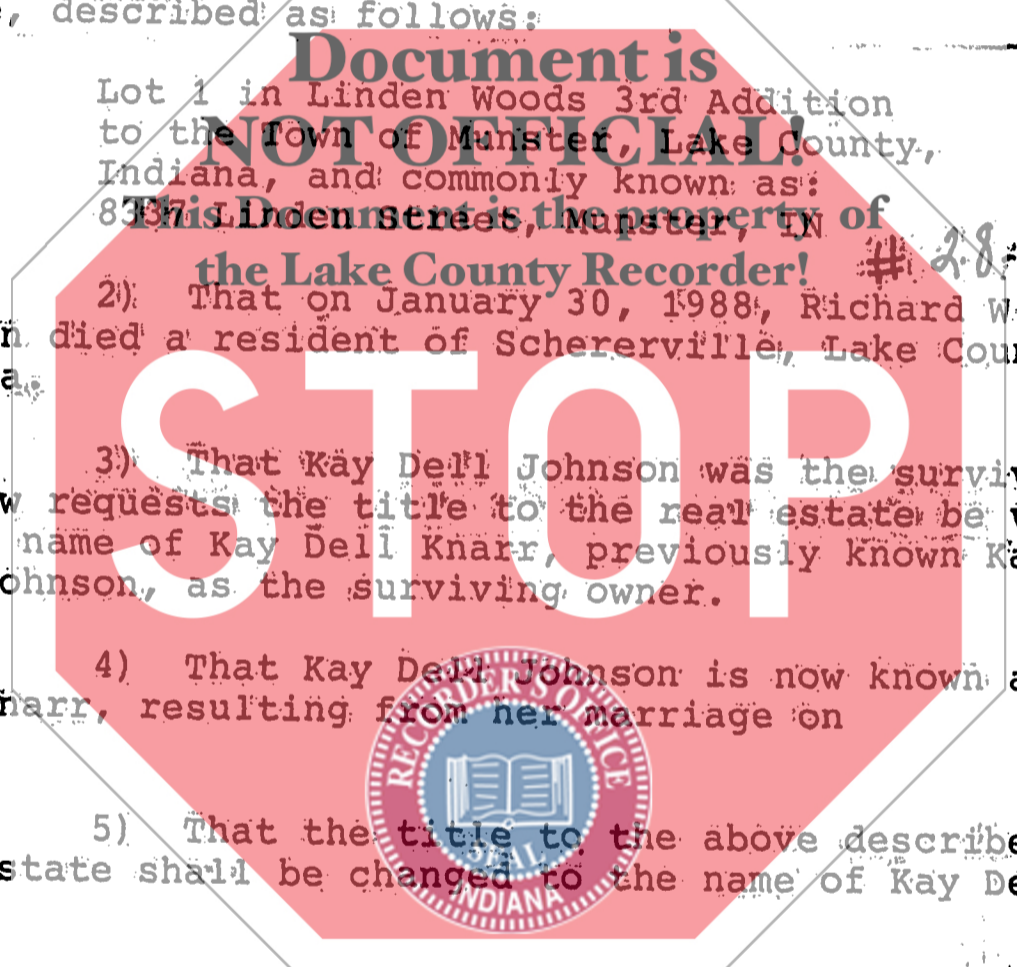 , described as follows:
Document is
Lot 1 in Linden Woods 3rd Addition
NOT OFFICIAL!
to the Town of Munster, Lake County,
Indiana, and commonly known as:
This Document is the property of
Linden Street, Munster, IN
the Lake County Recorder!
# 28
2) That on January 30, 1988, Richard W
n died a resident of Schererville, Lake Coun
a.
STOP
3) That Kay Dell Johnson was the surviv
w requests the title to the real estate be v
name of Kay Dell Knarr, previously known Ka
ohnson, as the surviving owner.
4) That Kay Dell Johnson is now known a
narr, resulting from her marriage on
RECORDER'S OFFICE
SEAL
INDIANA
5) That the title to the above describe
state shall be changed to the name of Kay De